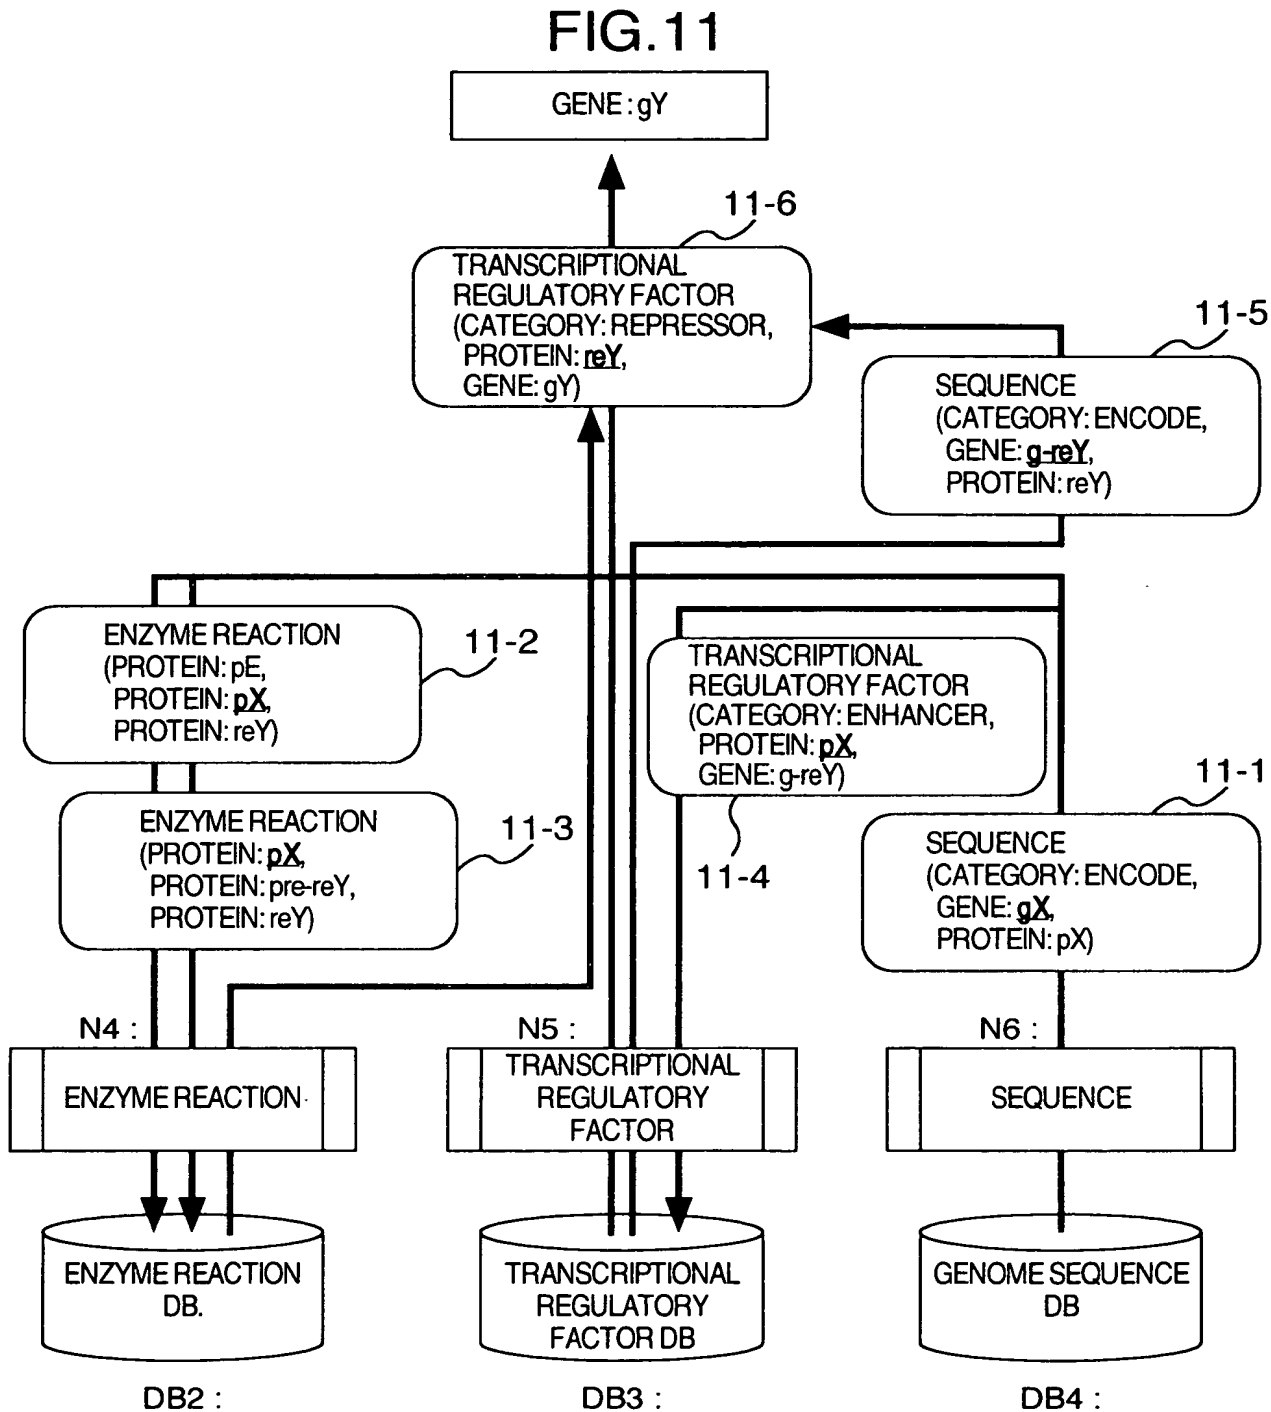 FIG.11
GENE: gY
11-6
TRANSCRIPTIONAL
REGULATORY FACTOR
(CATEGORY: REPRESSOR,
PROTEIN: reY,
GENE: gY)
11-5
SEQUENCE
(CATEGORY: ENCODE,
GENE: g-reY,
PROTEIN: reY)
ENZYME REACTION
(PROTEIN: pE,
PROTEIN: pX,
PROTEIN: reY)
11-2
TRANSCRIPTIONAL
REGULATORY FACTOR
(CATEGORY: ENHANCER,
PROTEIN: pX,
GENE: g-reY)
11-4
ENZYME REACTION
(PROTEIN: pX,
PROTEIN: pre-reY,
PROTEIN: reY)
11-3
11-1
SEQUENCE
(CATEGORY: ENCODE,
GENE: gX,
PROTEIN: pX)
N4 :
ENZYME REACTION
N5 :
TRANSCRIPTIONAL
REGULATORY
FACTOR
N6 :
SEQUENCE
ENZYME REACTION
DB.
TRANSCRIPTIONAL
REGULATORY
FACTOR DB
GENOME SEQUENCE
DB
DB2 :
DB3 :
DB4 :